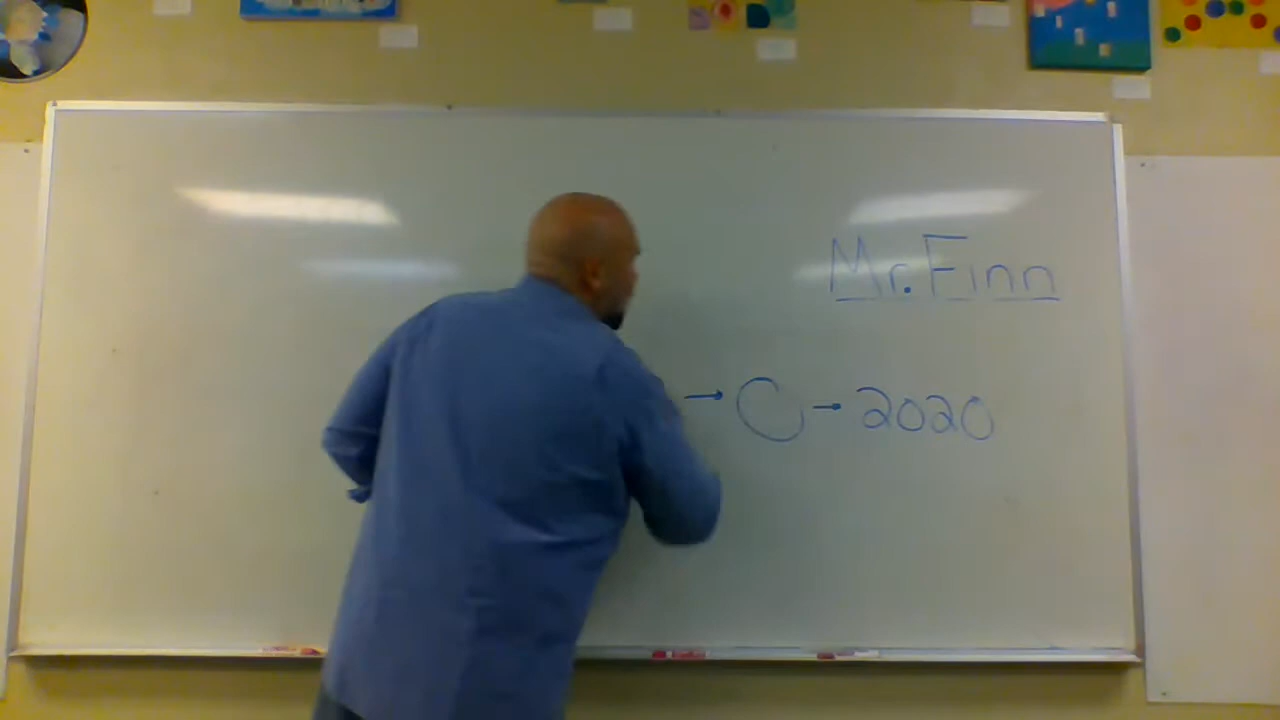 Mr. Finn
→ C → 2020